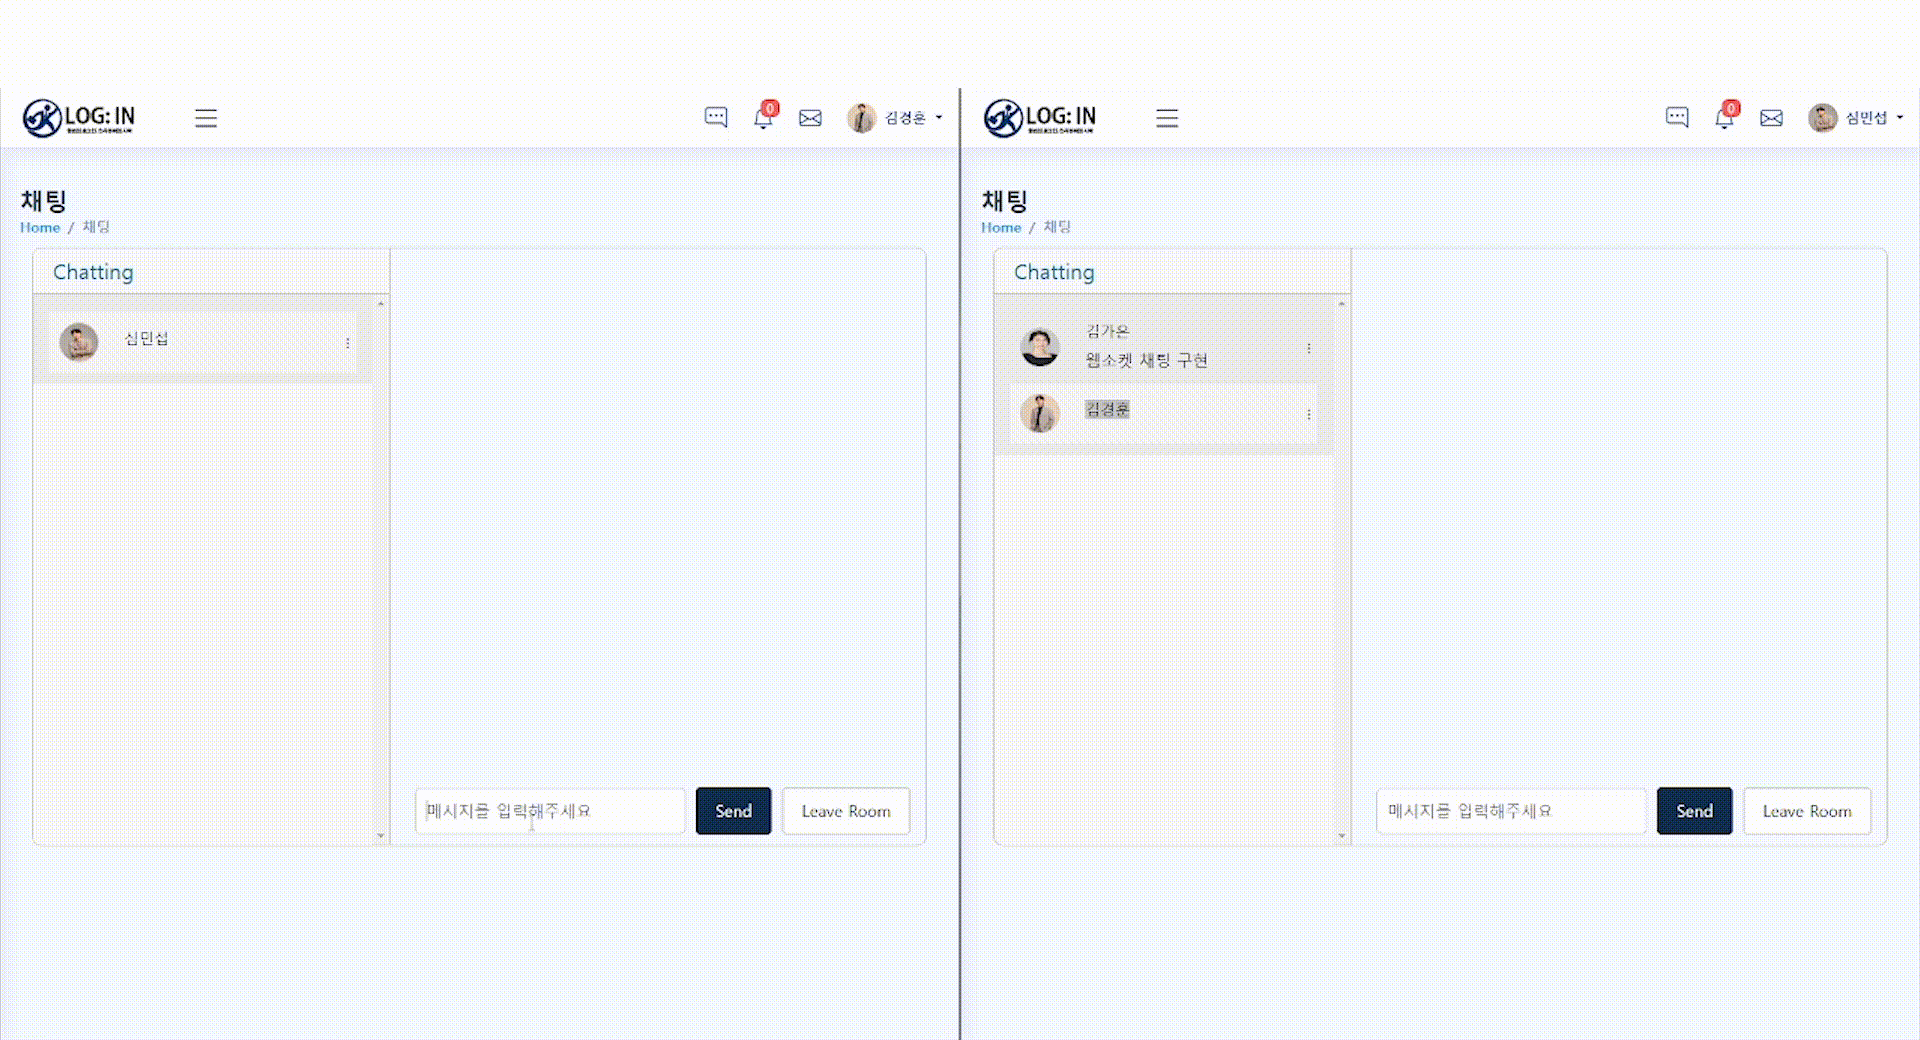 LOG: IN
0
김경훈
채팅
Home / 채팅
Chatting
심민섭
메시지를 입력해주세요
Send
Leave Room
LOG: IN
0
심민섭
채팅
Home / 채팅
Chatting
김가온
웹소켓 채팅 구현
김경훈
메시지를 입력해주세요
Send
Leave Room